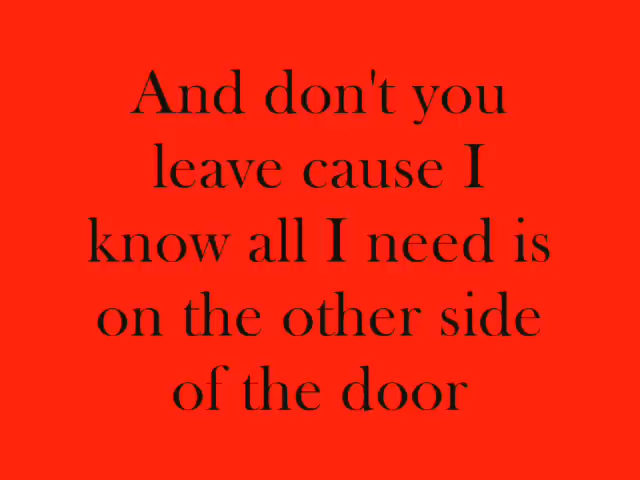 And don't you
leave cause I
know all I need is
on the other side
of the door